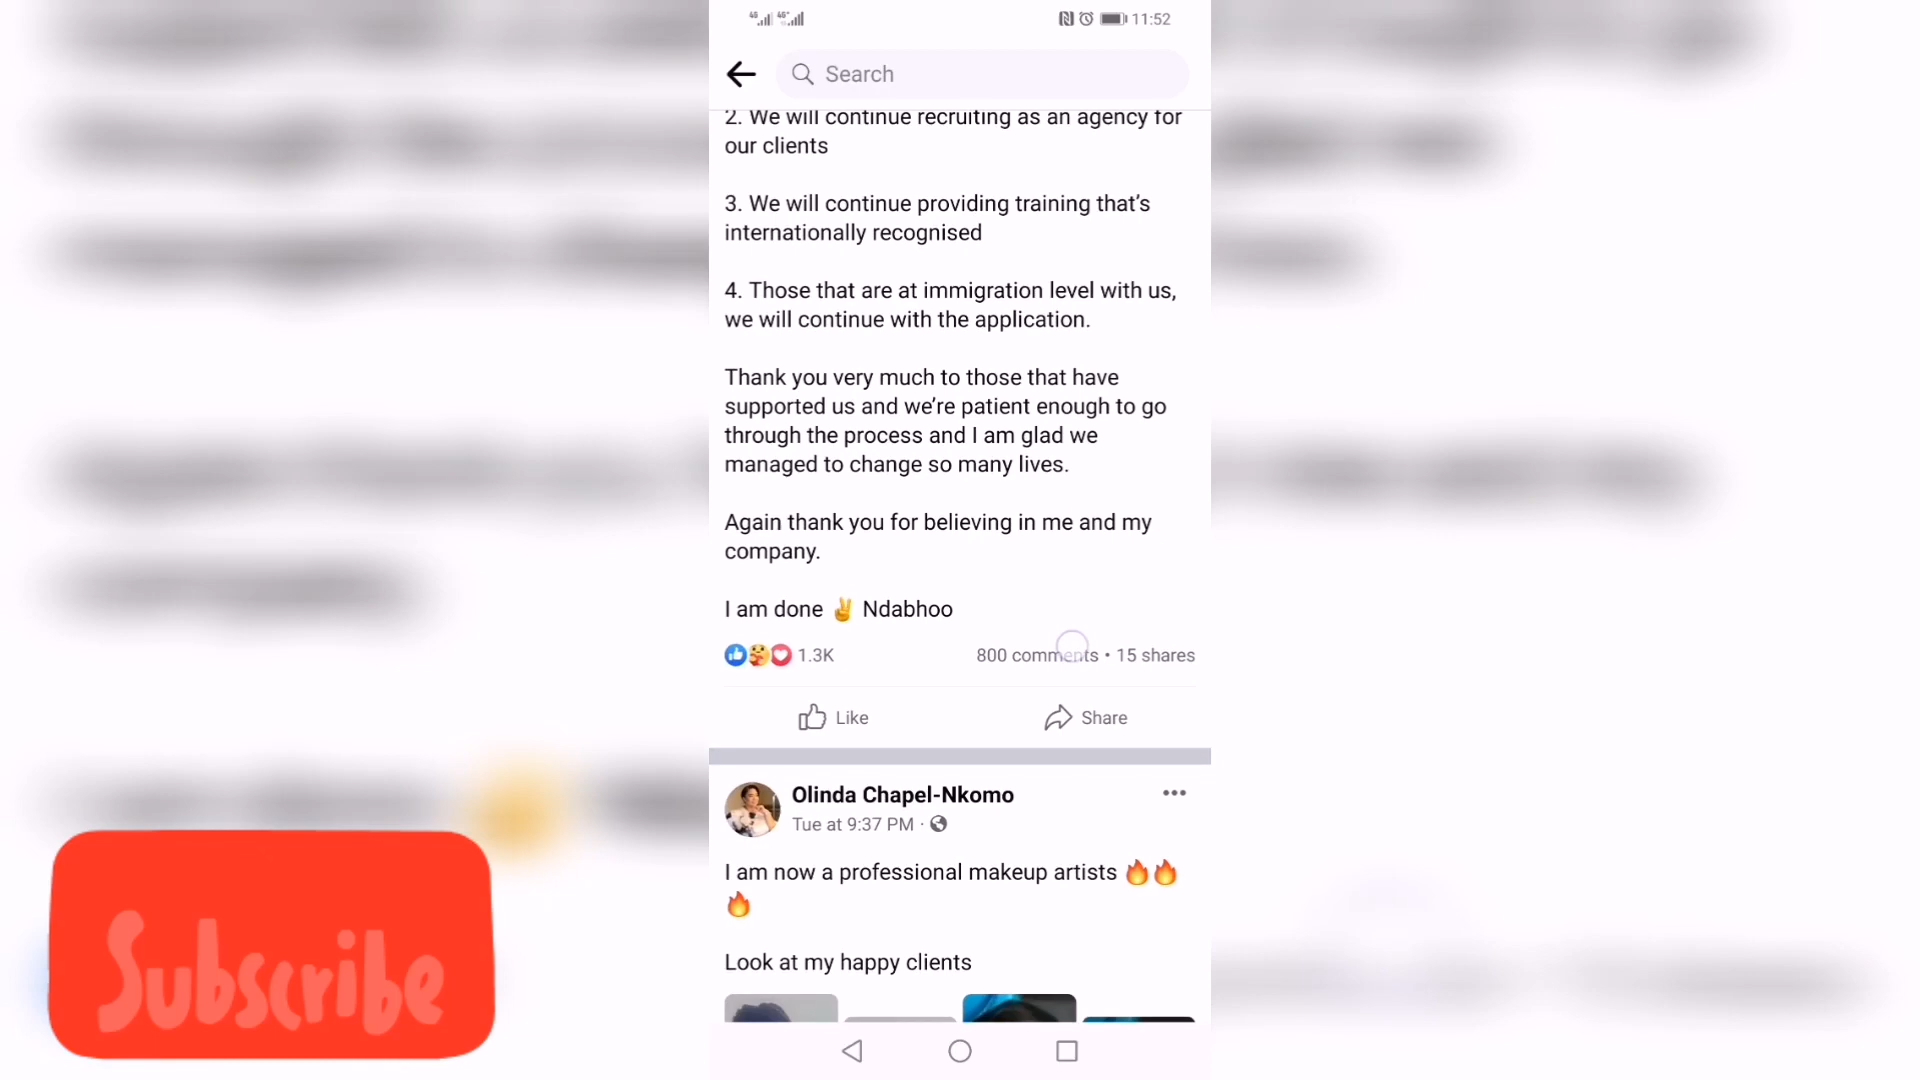 4G 4G+ 11:52
Search
2. We will continue recruiting as an agency for
our clients
3. We will continue providing training that's
internationally recognised
4. Those that are at immigration level with us,
we will continue with the application.
Thank you very much to those that have
supported us and we're patient enough to go
through the process and I am glad we
managed to change so many lives.
Again thank you for believing in me and my
company.
I am done ✌️ Ndabhoo
1.3K 800 comments • 15 shares
Like Share
Olinda Chapel-Nkomo
Tue at 9:37 PM ·
I am now a professional makeup artists 🔥🔥
🔥
Look at my happy clients
Subscribe